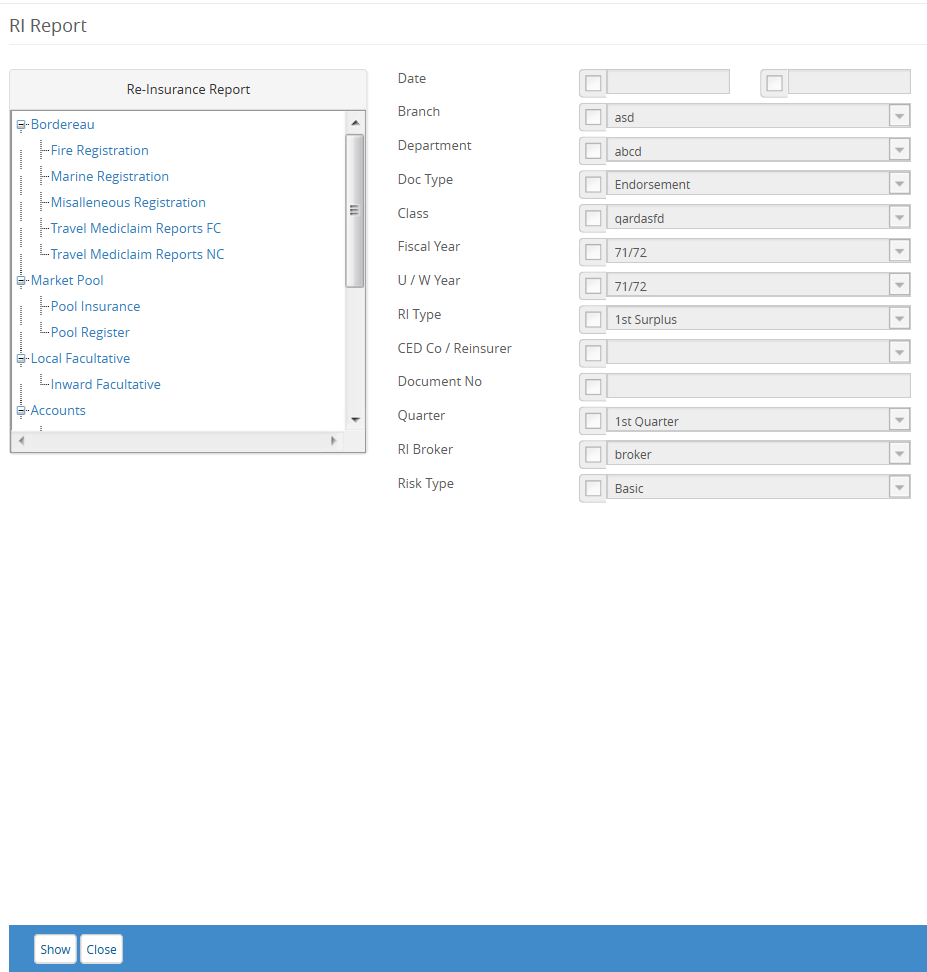 RI Report
Re-Insurance Report
Bordereau
Fire Registration
Marine Registration
Misalleneous Registration
Travel Mediclaim Reports FC
Travel Mediclaim Reports NC
Market Pool
Pool Insurance
Pool Register
Local Facultative
Inward Facultative
Accounts
Date
Branch asd
Department abcd
Doc Type Endorsement
Class qardasfd
Fiscal Year 71/72
U / W Year 71/72
RI Type 1st Surplus
CED Co / Reinsurer
Document No
Quarter 1st Quarter
RI Broker broker
Risk Type Basic
Show Close